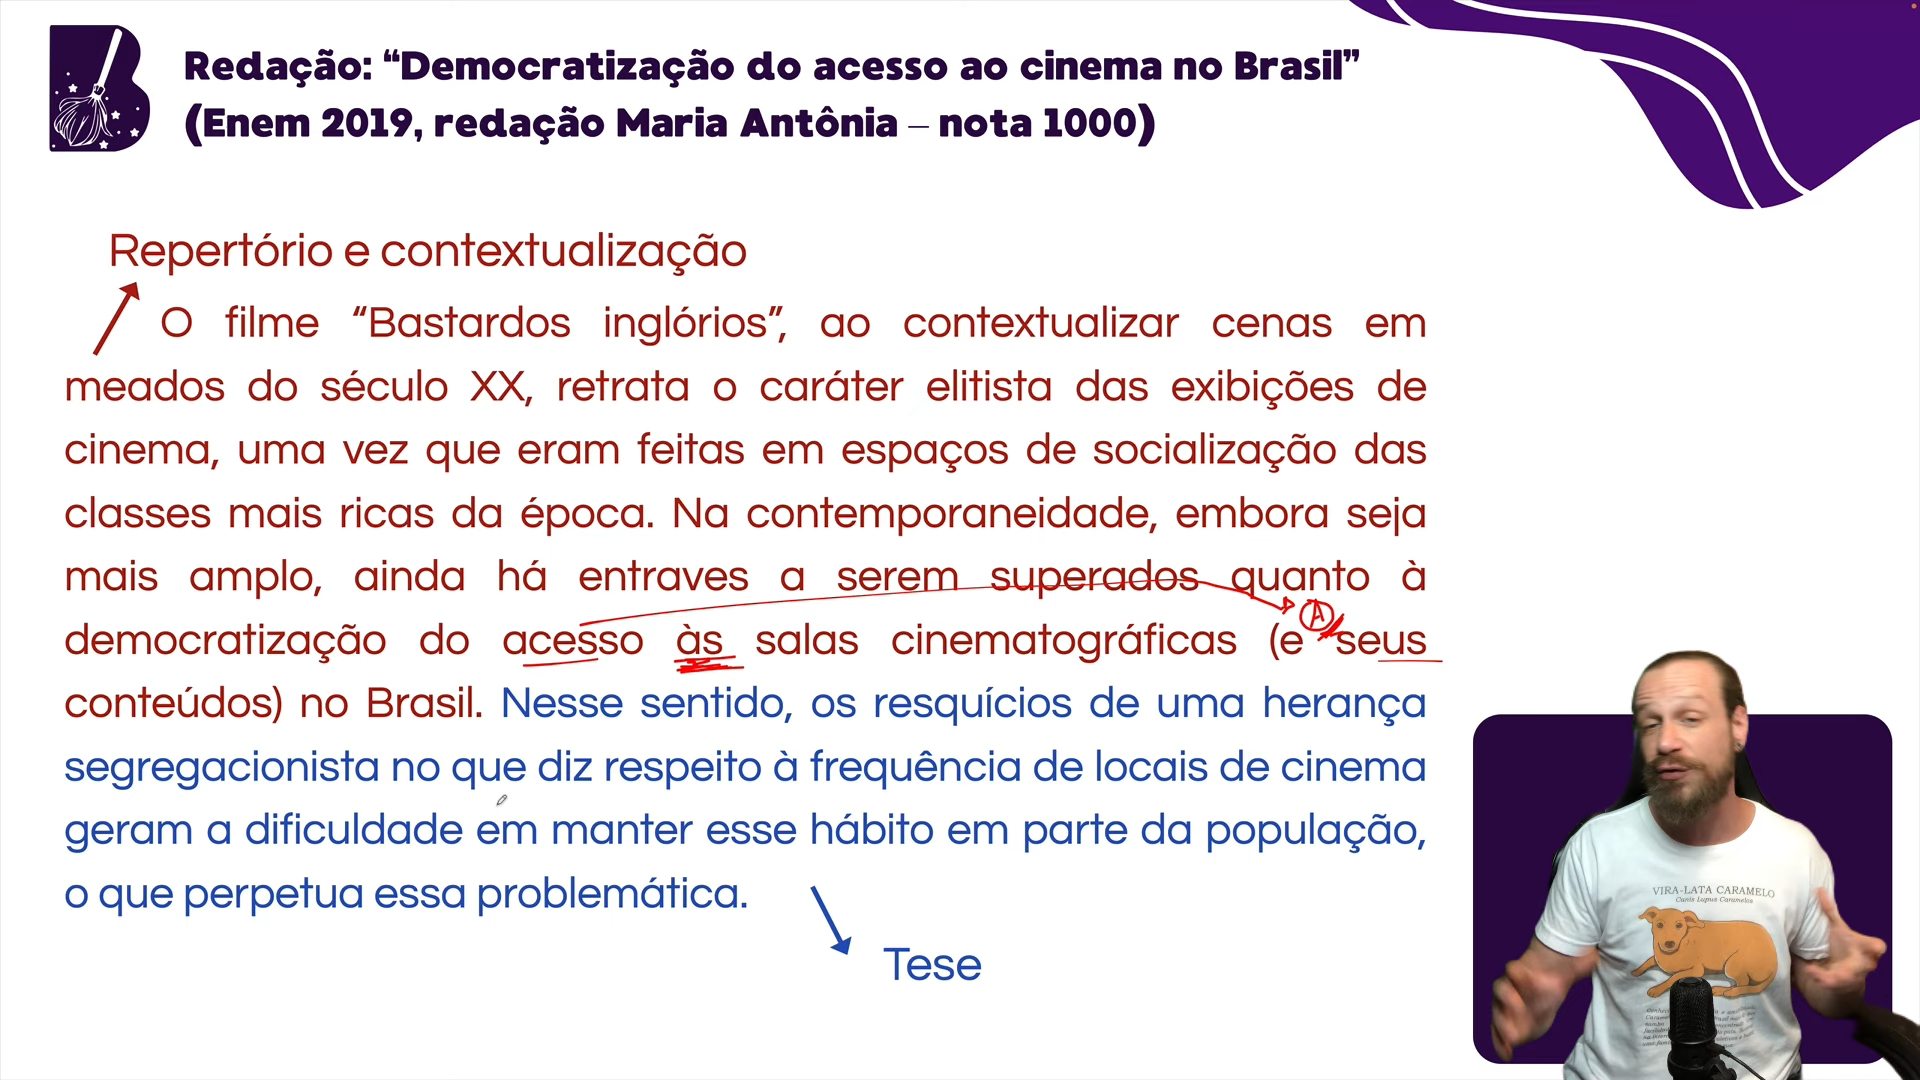 Redação: “Democratização do acesso ao cinema no Brasil”
(Enem 2019, redação Maria Antônia – nota 1000)
Repertório e contextualização
O filme “Bastardos inglórios”, ao contextualizar cenas em
meados do século XX, retrata o caráter elitista das exibições de
cinema, uma vez que eram feitas em espaços de socialização das
classes mais ricas da época. Na contemporaneidade, embora seja
mais amplo, ainda há entraves a serem superados quanto à
A
democratização do acesso às salas cinematográficas (e seus
conteúdos) no Brasil. Nesse sentido, os resquícios de uma herança
segregacionista no que diz respeito à frequência de locais de cinema
geram a dificuldade em manter esse hábito em parte da população,
o que perpetua essa problemática.
Tese
VIRA-LATA CARAMELO
Canis Lupus Caramelos